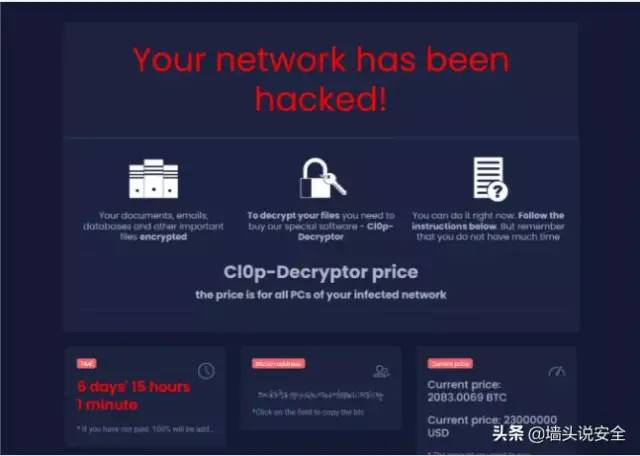 Your network has been
hacked!
Your documents, emails,
databases and other important
files encrypted
To decrypt your files you need to
buy our special software - Cl0p-
Decryptor
You can do it right now. Follow the
instructions below. But remember
that you do not have much time
Cl0p-Decryptor price
the price is for all PCs of your infected network
6 days' 15 hours
1 minute
* If you have not paid. 100% will be add...
Bitcoin address
*Click on the field to copy the btc
Current price
Current price:
2083.0069 BTC
Current price: 23000000
USD
头条 @墙头说安全